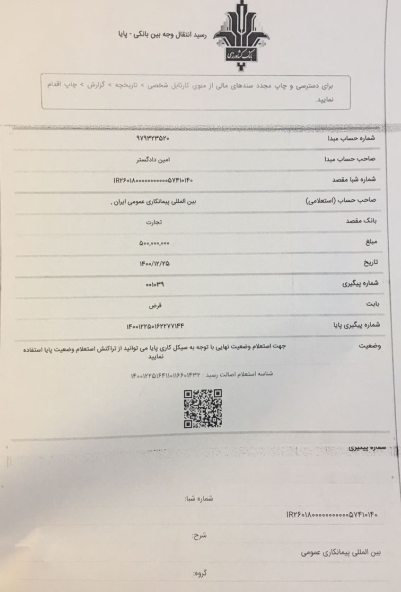 رسید انتقال وجه بین بانکی - پایا
بانک کشاورزی
برای دسترسی و چاپ مجدد سندهای مالی از منوی کارتابل شخصی > تاریخچه > گزارش > چاپ اقدام
نمایید.
شماره حساب مبدا ۹۷۹۳۲۳۵۲۰
صاحب حساب مبدا امین دادگستر
شماره شبا مقصد IR۲۶۰۱۸۰۰۰۰۰۰۰۰۰۰۰۰۵۷۴۱۰۱۴۰
صاحب حساب (استعلامی) بین المللی پیمانکاری عمومی ایران .
بانک مقصد تجارت
مبلغ ۵۰۰,۰۰۰,۰۰۰
تاریخ ۱۴۰۰/۱۲/۲۵
شماره پیگیری ۰۰۱۰۳۹
بابت قرض
شماره پیگیری پایا ۱۴۰۰۱۲۲۵۰۱۶۲۲۷۷۱۴۴
وضعیت جهت استعلام وضعیت نهایی با توجه به سیکل کاری پایا می توانید از تراکنش استعلام وضعیت پایا استفاده
نمایید
شناسه استعلام اصالت رسید : ۱۴۰۰۱۲۲۵۱۶۴۱۱۰۱۱۶۶۰۱۴۳۲
شماره پیگیری
شماره شبا:
IR۲۶۰۱۸۰۰۰۰۰۰۰۰۰۰۰۰۵۷۴۱۰۱۴۰
شرح:
بین المللی پیمانکاری عمومی
گروه: